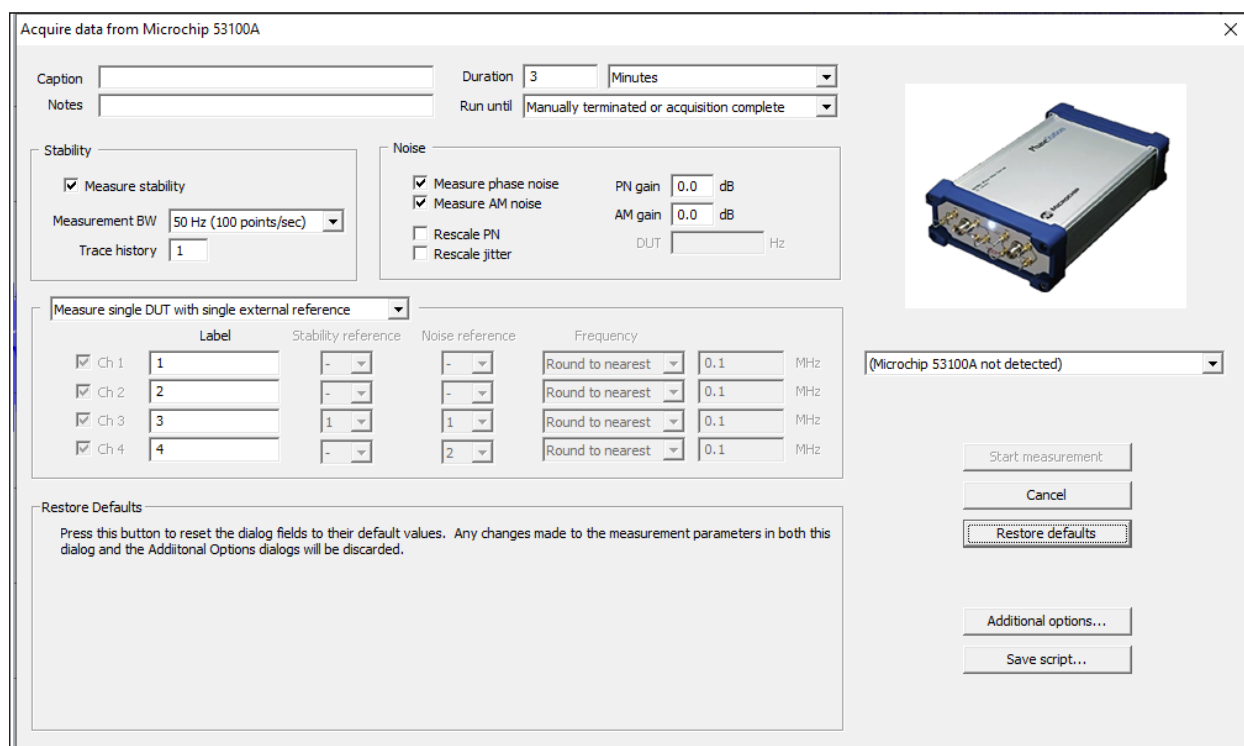 Acquire data from Microchip 53100A
Caption
Duration 3 Minutes
Notes
Run until Manually terminated or acquisition complete
Stability
Measure stability
Measurement BW 50 Hz (100 points/sec)
Trace history 1
Noise
Measure phase noise PN gain 0.0 dB
Measure AM noise AM gain 0.0 dB
Rescale PN DUT Hz
Rescale jitter
PhaseStation
MICROCHIP
Measure single DUT with single external reference
Label Stability reference Noise reference Frequency
Ch 1 1 - - Round to nearest 0.1 MHz
Ch 2 2 - - Round to nearest 0.1 MHz
Ch 3 3 1 1 Round to nearest 0.1 MHz
Ch 4 4 - 2 Round to nearest 0.1 MHz
(Microchip 53100A not detected)
Start measurement
Cancel
Restore defaults
Additional options...
Save script...
Restore Defaults
Press this button to reset the dialog fields to their default values. Any changes made to the measurement parameters in both this
dialog and the Addiitonal Options dialogs will be discarded.